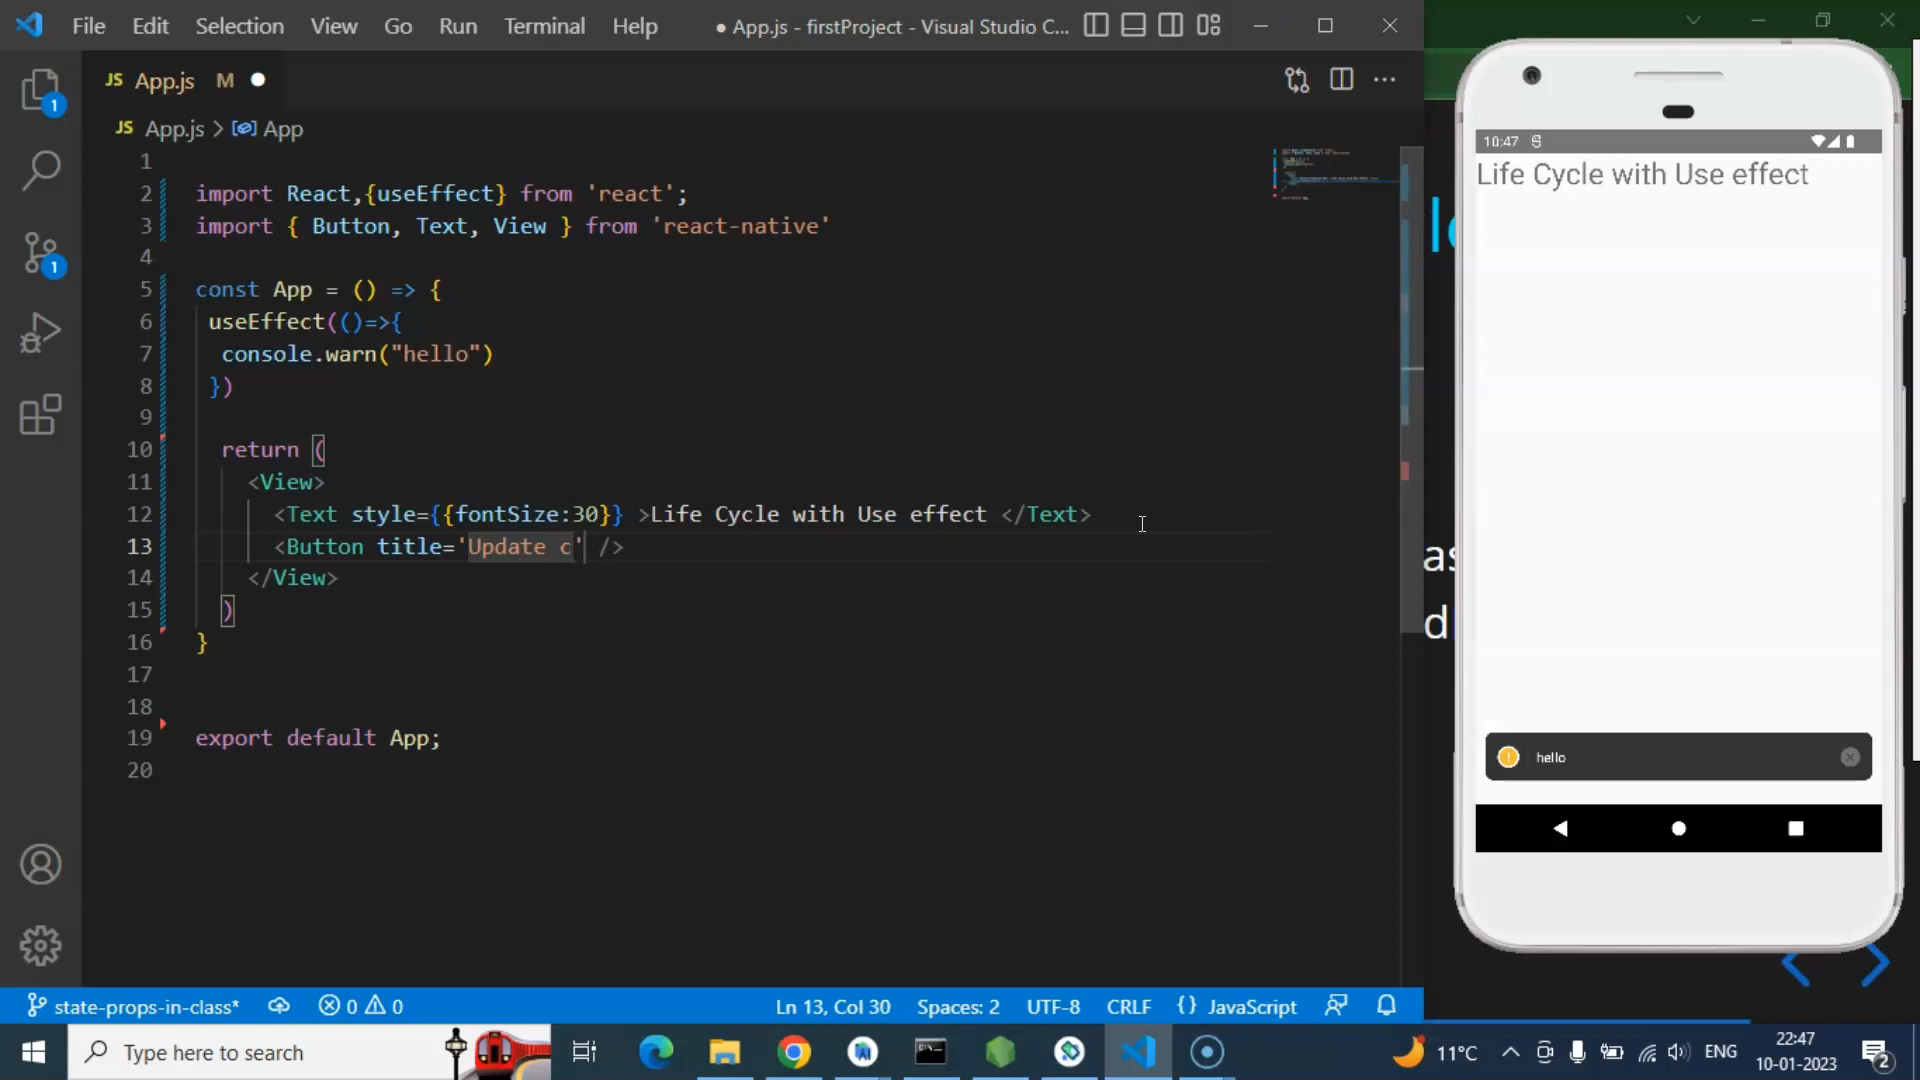 File Edit Selection View Go Run Terminal Help ● App.js - firstProject - Visual Studio C...
JS App.js M
JS App.js > App
1
2 import React,{useEffect} from 'react';
3 import { Button, Text, View } from 'react-native'
4
5 const App = () => {
6 useEffect(()=>{
7 console.warn("hello")
8 })
9
10 return (
11 <View>
12 <Text style={{fontSize:30}} >Life Cycle with Use effect </Text>
13 <Button title='Update c' />
14 </View>
15 )
16 }
17
18
19 export default App;
20
1
1
state-props-in-class* 0 0 Ln 13, Col 30 Spaces: 2 UTF-8 CRLF {} JavaScript
10:47
Life Cycle with Use effect
hello
Type here to search
11°C ENG
22:47
10-01-2023
2